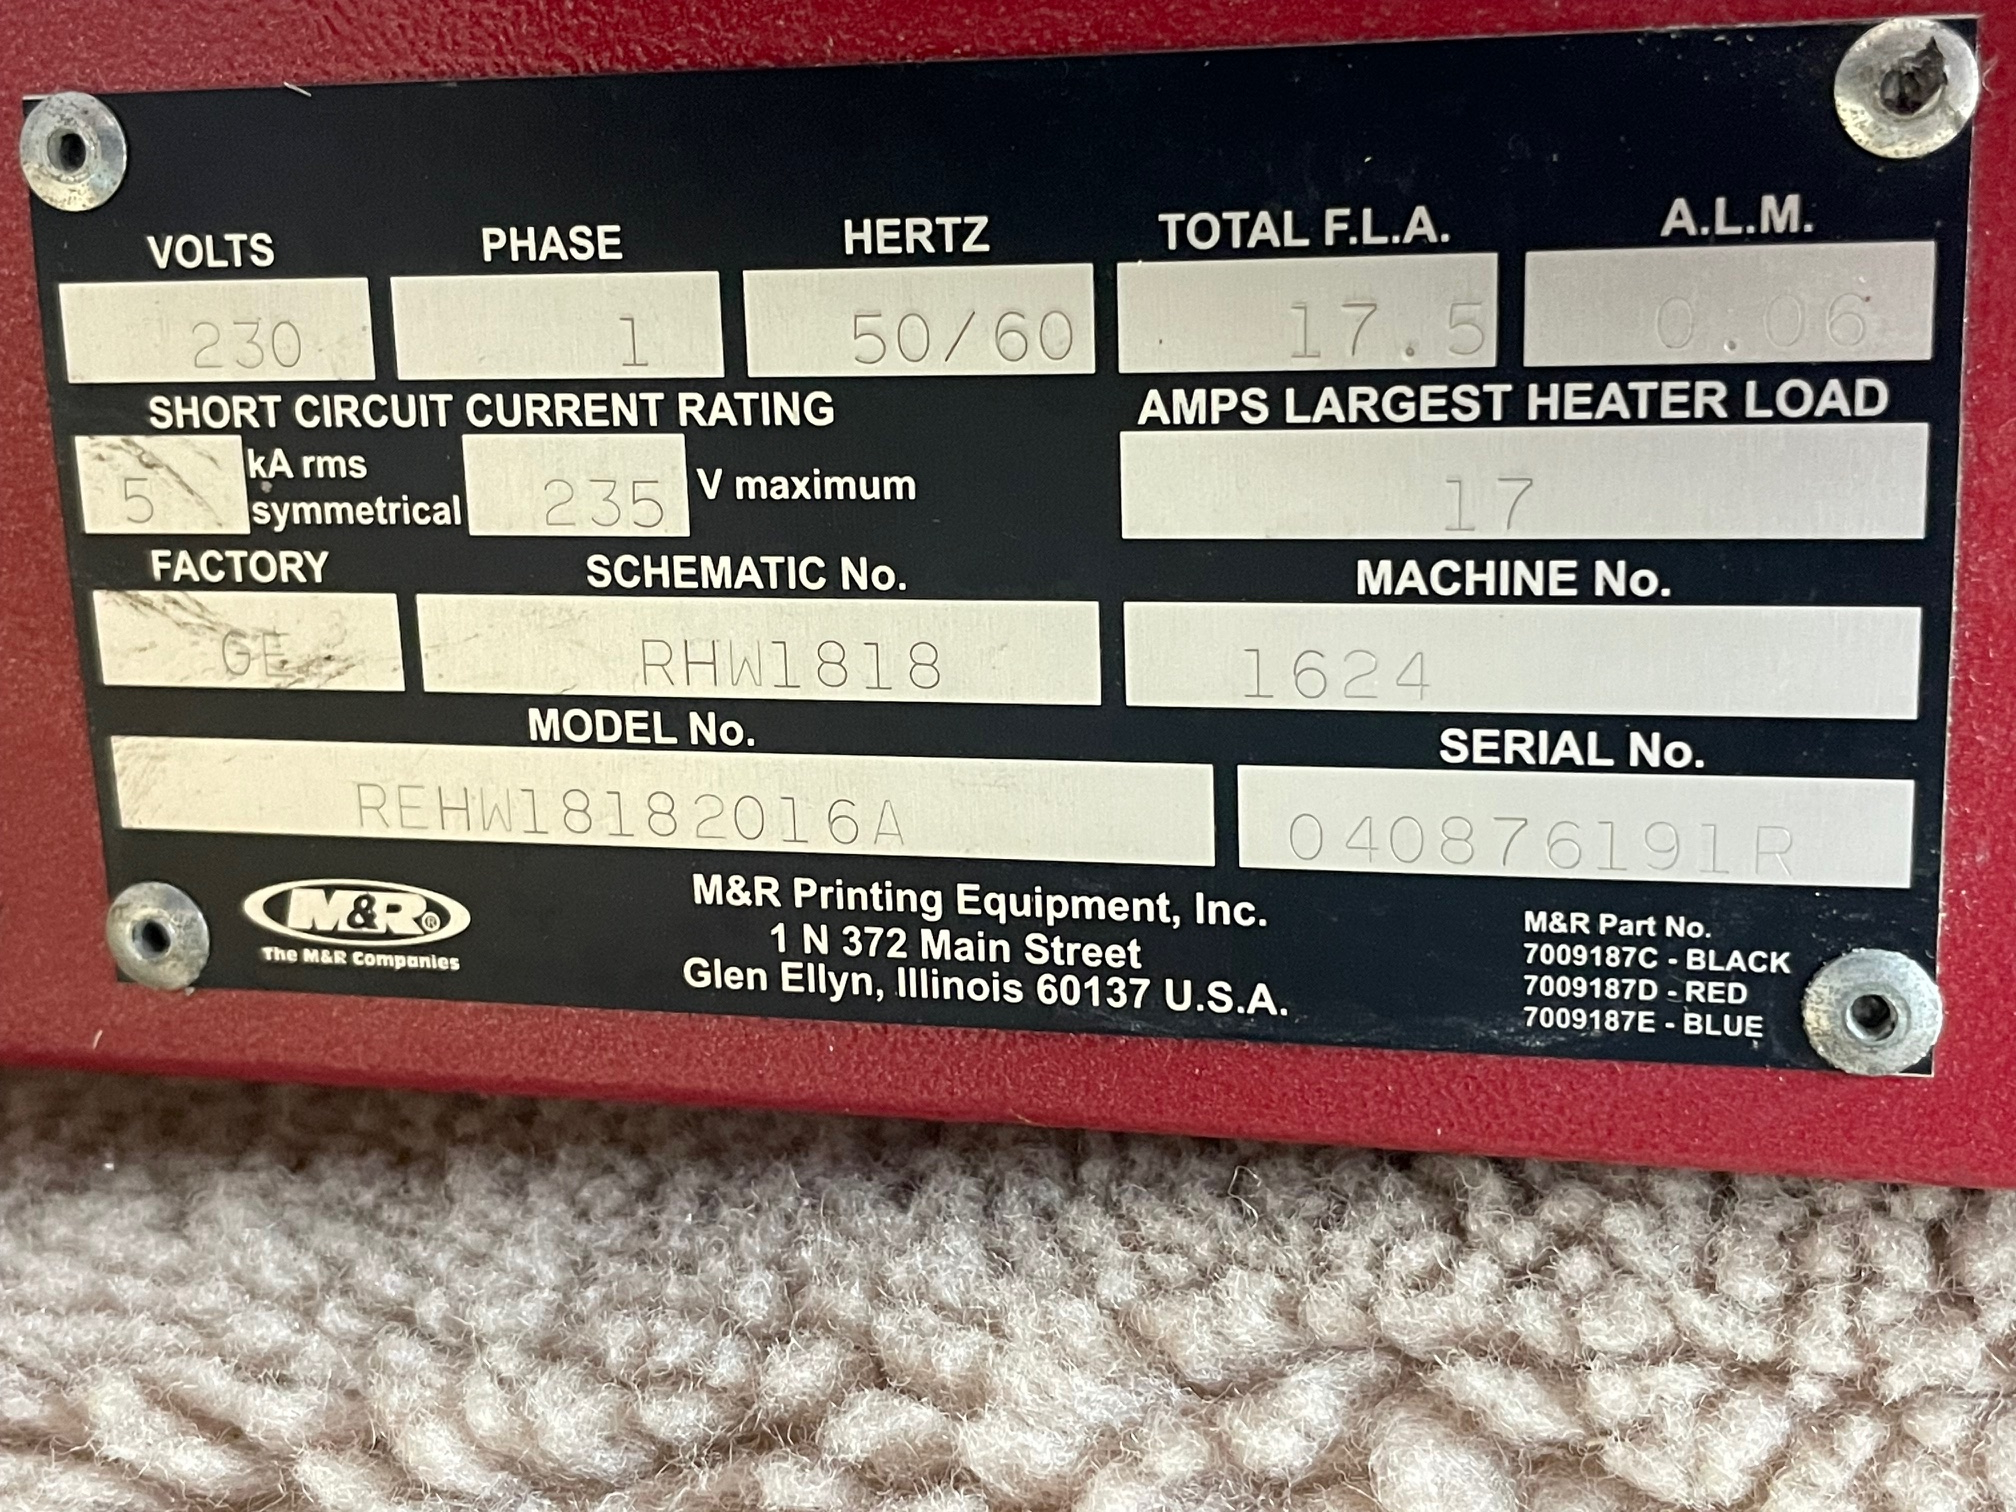 VOLTS PHASE HERTZ TOTAL F.L.A. A.L.M.
230 1 50/60 17.5 0.06
SHORT CIRCUIT CURRENT RATING AMPS LARGEST HEATER LOAD
5 kA rms symmetrical 235 V maximum 17
FACTORY SCHEMATIC No. MACHINE No.
GE RHW1818 1624
MODEL No. SERIAL No.
REHW18182016A 040876191R
M&R®
The M&R Companies
M&R Printing Equipment, Inc.
1 N 372 Main Street
Glen Ellyn, Illinois 60137 U.S.A.
M&R Part No.
7009187C - BLACK
7009187D - RED
7009187E - BLUE